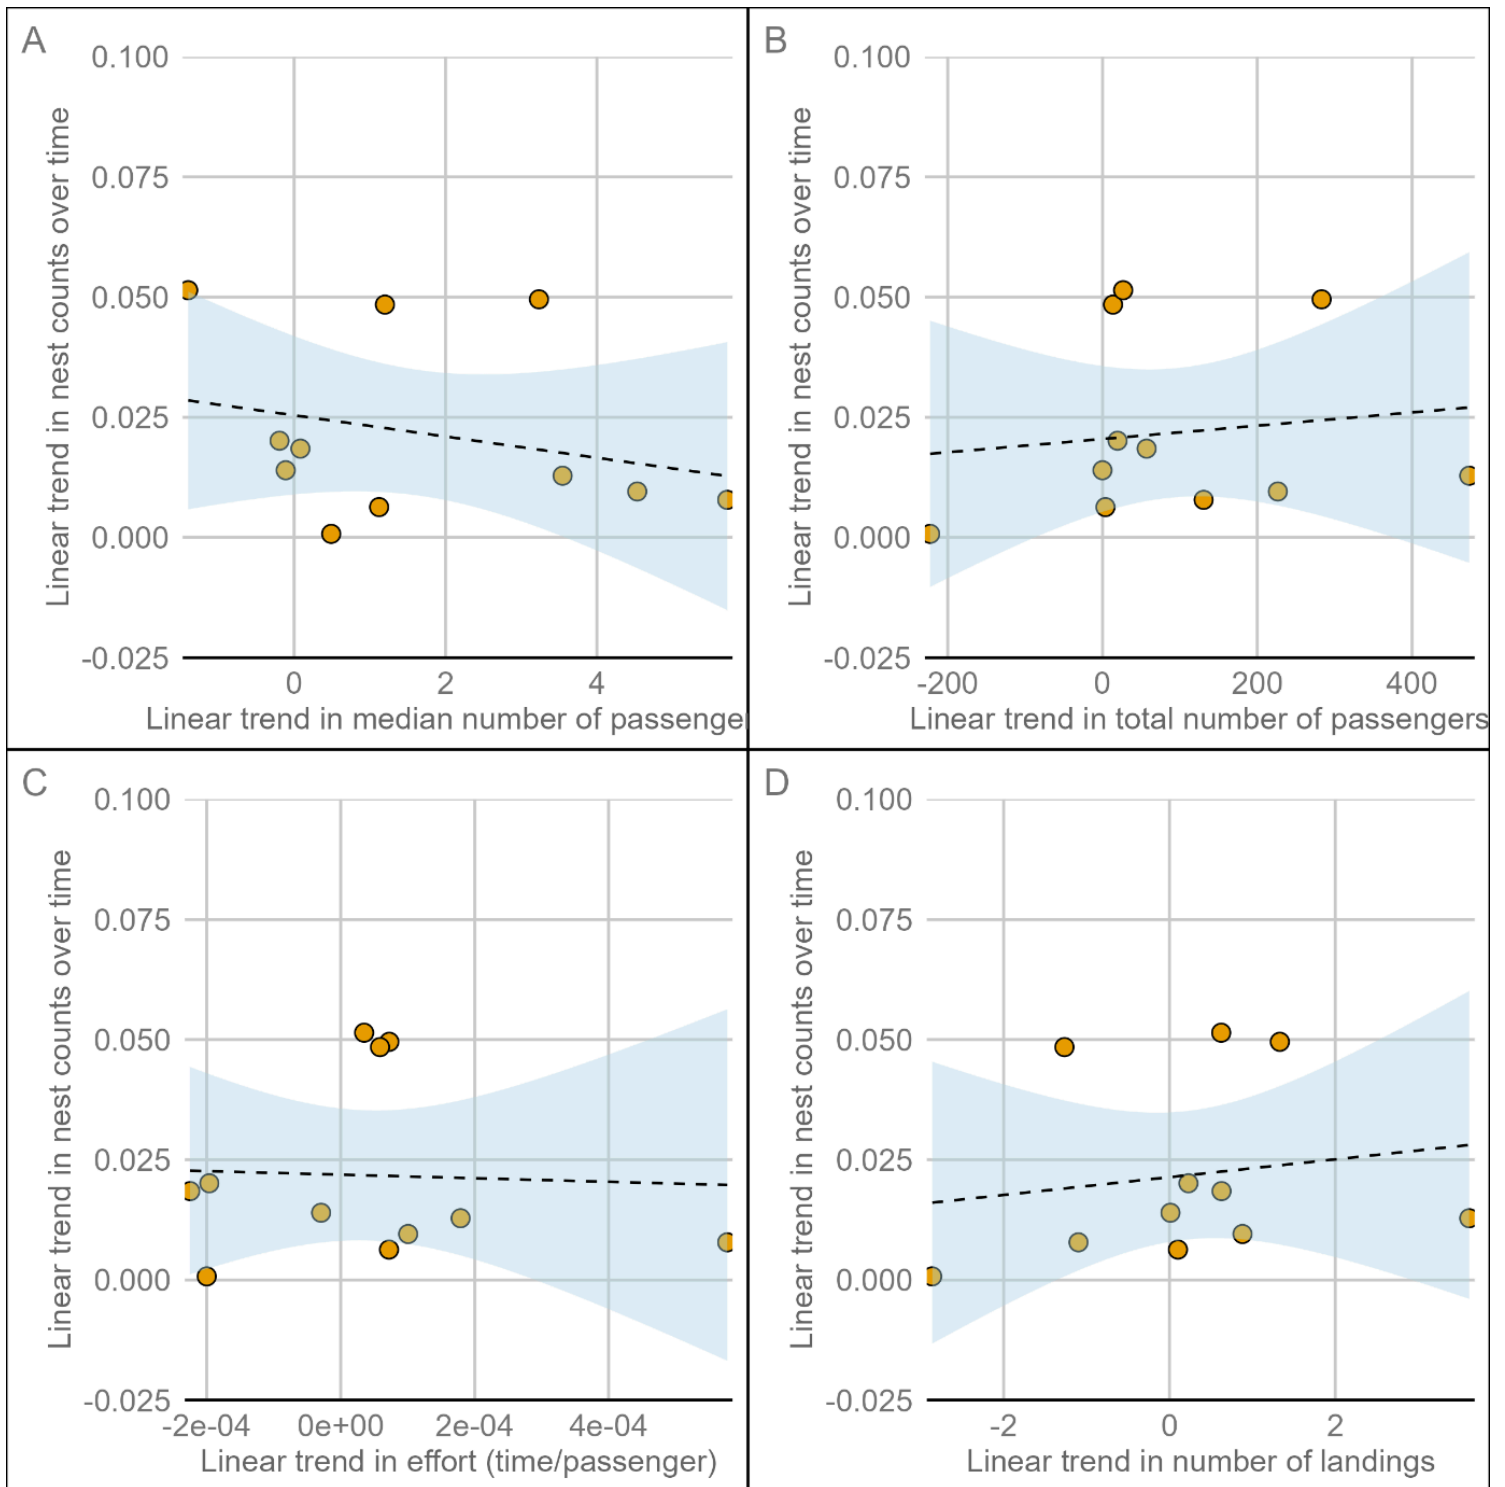 A
0.100
0.075
0.050
0.025
0.000
-0.025
Linear trend in nest counts over time
0 2 4
Linear trend in median number of passenge
B
0.100
0.075
0.050
0.025
0.000
-0.025
Linear trend in nest counts over time
-200 0 200 400
Linear trend in total number of passengers
C
0.100
0.075
0.050
0.025
0.000
-0.025
Linear trend in nest counts over time
-2e-04 0e+00 2e-04 4e-04
Linear trend in effort (time/passenger)
D
0.100
0.075
0.050
0.025
0.000
-0.025
Linear trend in nest counts over time
-2 0 2
Linear trend in number of landings